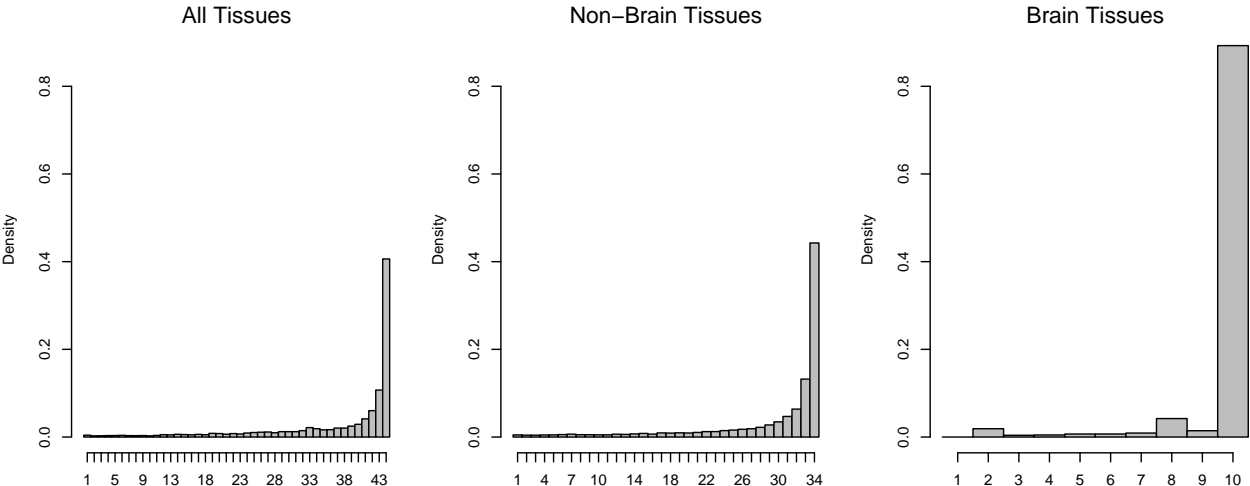 All Tissues
Density
0.0 0.2 0.4 0.6 0.8
1 5 9 13 18 23 28 33 38 43
Non−Brain Tissues
Density
0.0 0.2 0.4 0.6 0.8
1 4 7 10 14 18 22 26 30 34
Brain Tissues
Density
0.0 0.2 0.4 0.6 0.8
1 2 3 4 5 6 7 8 9 10